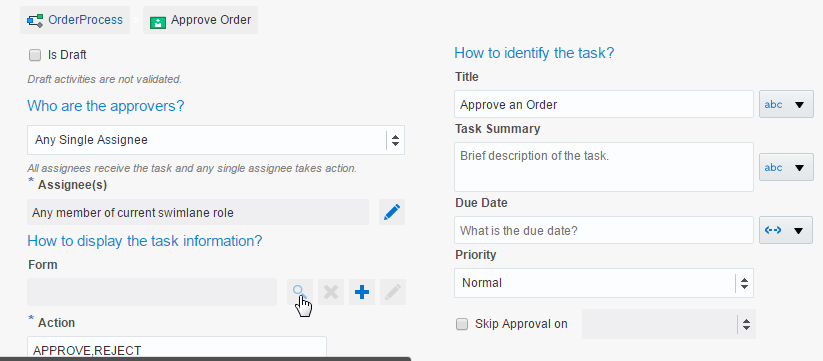 OrderProcess
Approve Order
Is Draft
Draft activities are not validated.
Who are the approvers?
Any Single Assignee
All assignees receive the task and any single assignee takes action.
* Assignee(s)
Any member of current swimlane role
How to display the task information?
Form
* Action
APPROVE,REJECT
How to identify the task?
Title
Approve an Order
abc
Task Summary
Brief description of the task.
abc
Due Date
What is the due date?
Priority
Normal
Skip Approval on